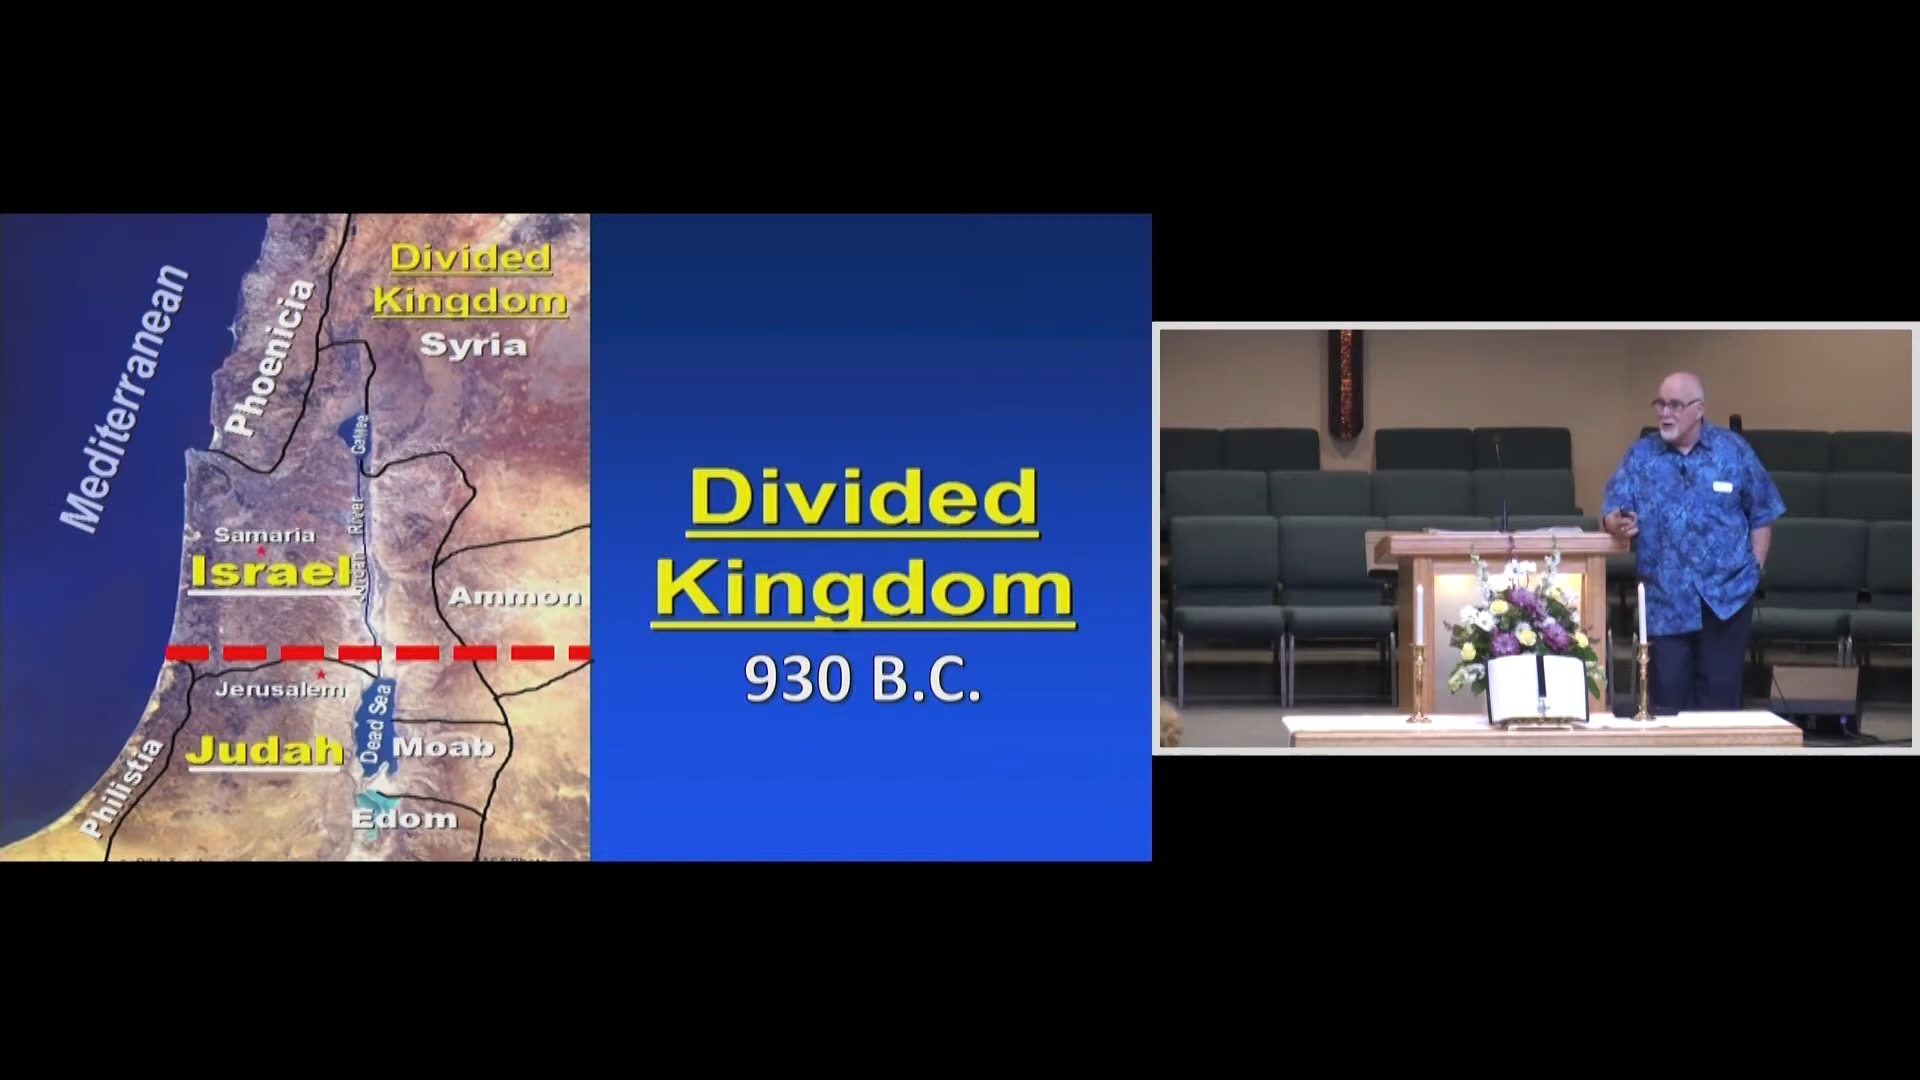 Divided
Kingdom
Syria
Mediterranean
Phoenicia
Galilee
Samaria
Israel
Jordan River
Ammon
Jerusalem
Judah
Dead Sea
Moab
Philistia
Edom
Divided
Kingdom
930 B.C.